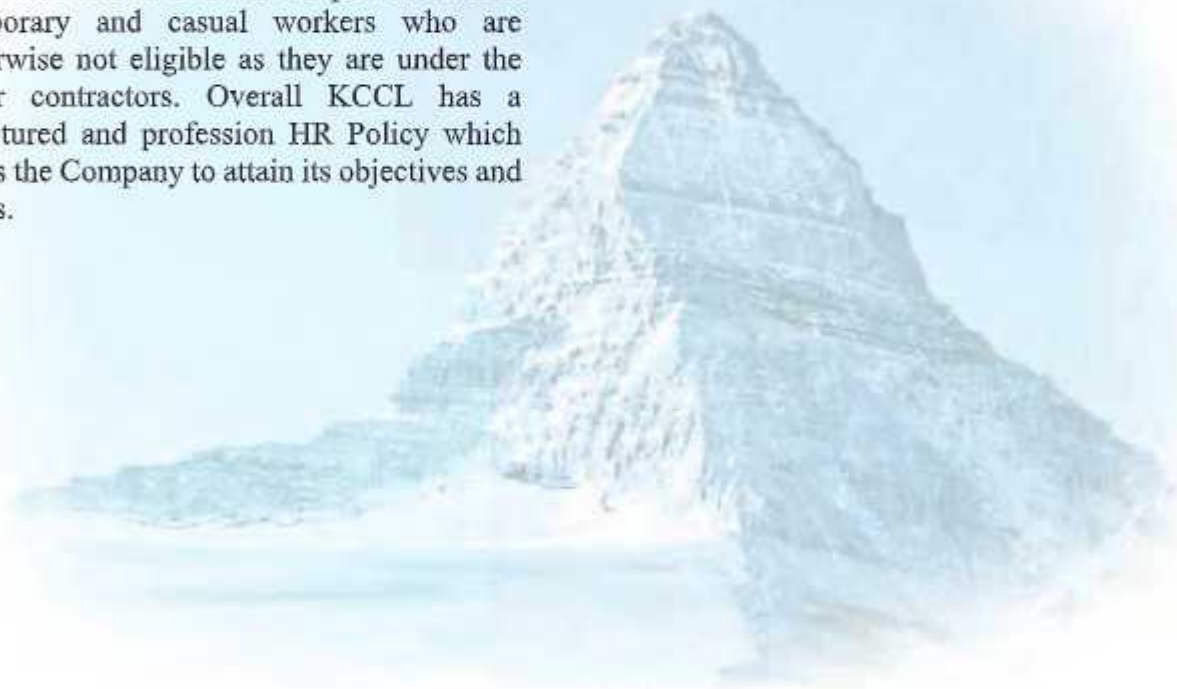 orary and casual workers who are
rwise not eligible as they are under the
r contractors. Overall KCCL has a
tured and profession HR Policy which
s the Company to attain its objectives and
s.